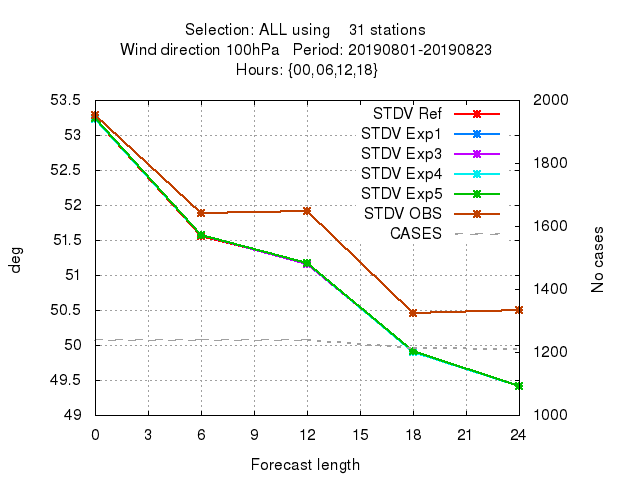 Selection: ALL using    31 stations
Wind direction 100hPa   Period: 20190801-20190823
Hours: {00,06,12,18}
53.5
53
52.5
52
51.5
51
50.5
50
49.5
49
deg
2000
1800
1600
1400
1200
1000
No cases
STDV Ref
STDV Exp1
STDV Exp3
STDV Exp4
STDV Exp5
STDV OBS
CASES
0 3 6 9 12 15 18 21 24
Forecast length